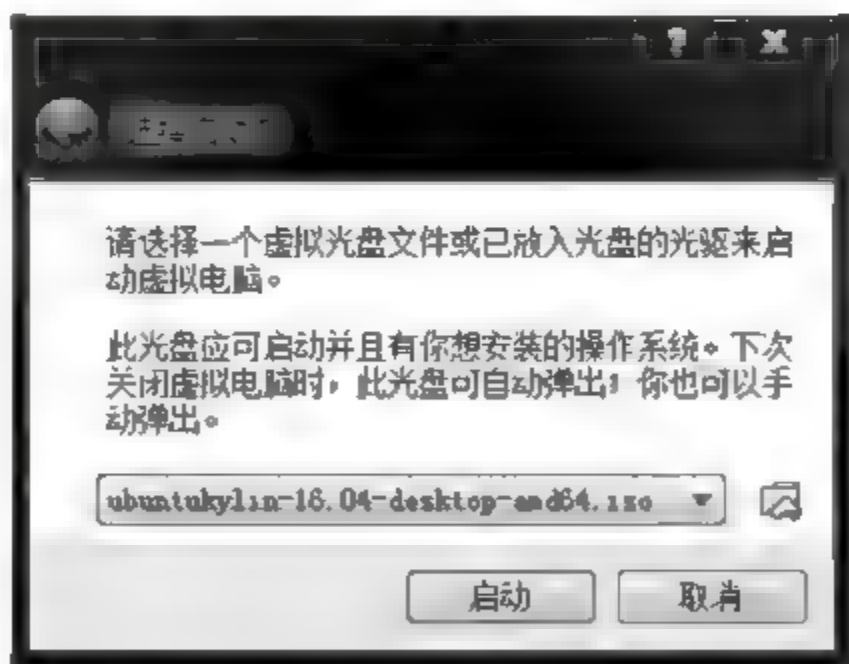 请选择一个虚拟光盘文件或已放入光盘的光驱来启
动虚拟电脑。
此光盘应可启动并且有你想安装的操作系统。下次
关闭虚拟电脑时，此光盘可自动弹出；你也可以手
动弹出。
ubuntukylin-16.04-desktop-amd64.iso
启动
取消